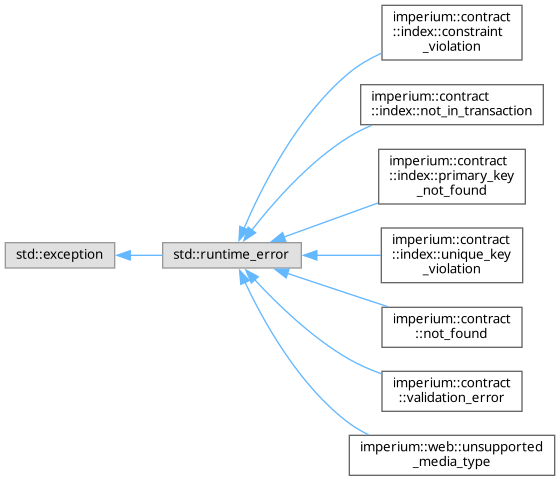 imperium::contract
::index::constraint
_violation
imperium::contract
::index::not_in_transaction
imperium::contract
::index::primary_key
_not_found
std::exception
std::runtime_error
imperium::contract
::index::unique_key
_violation
imperium::contract
::not_found
imperium::contract
::validation_error
imperium::web::unsupported
_media_type